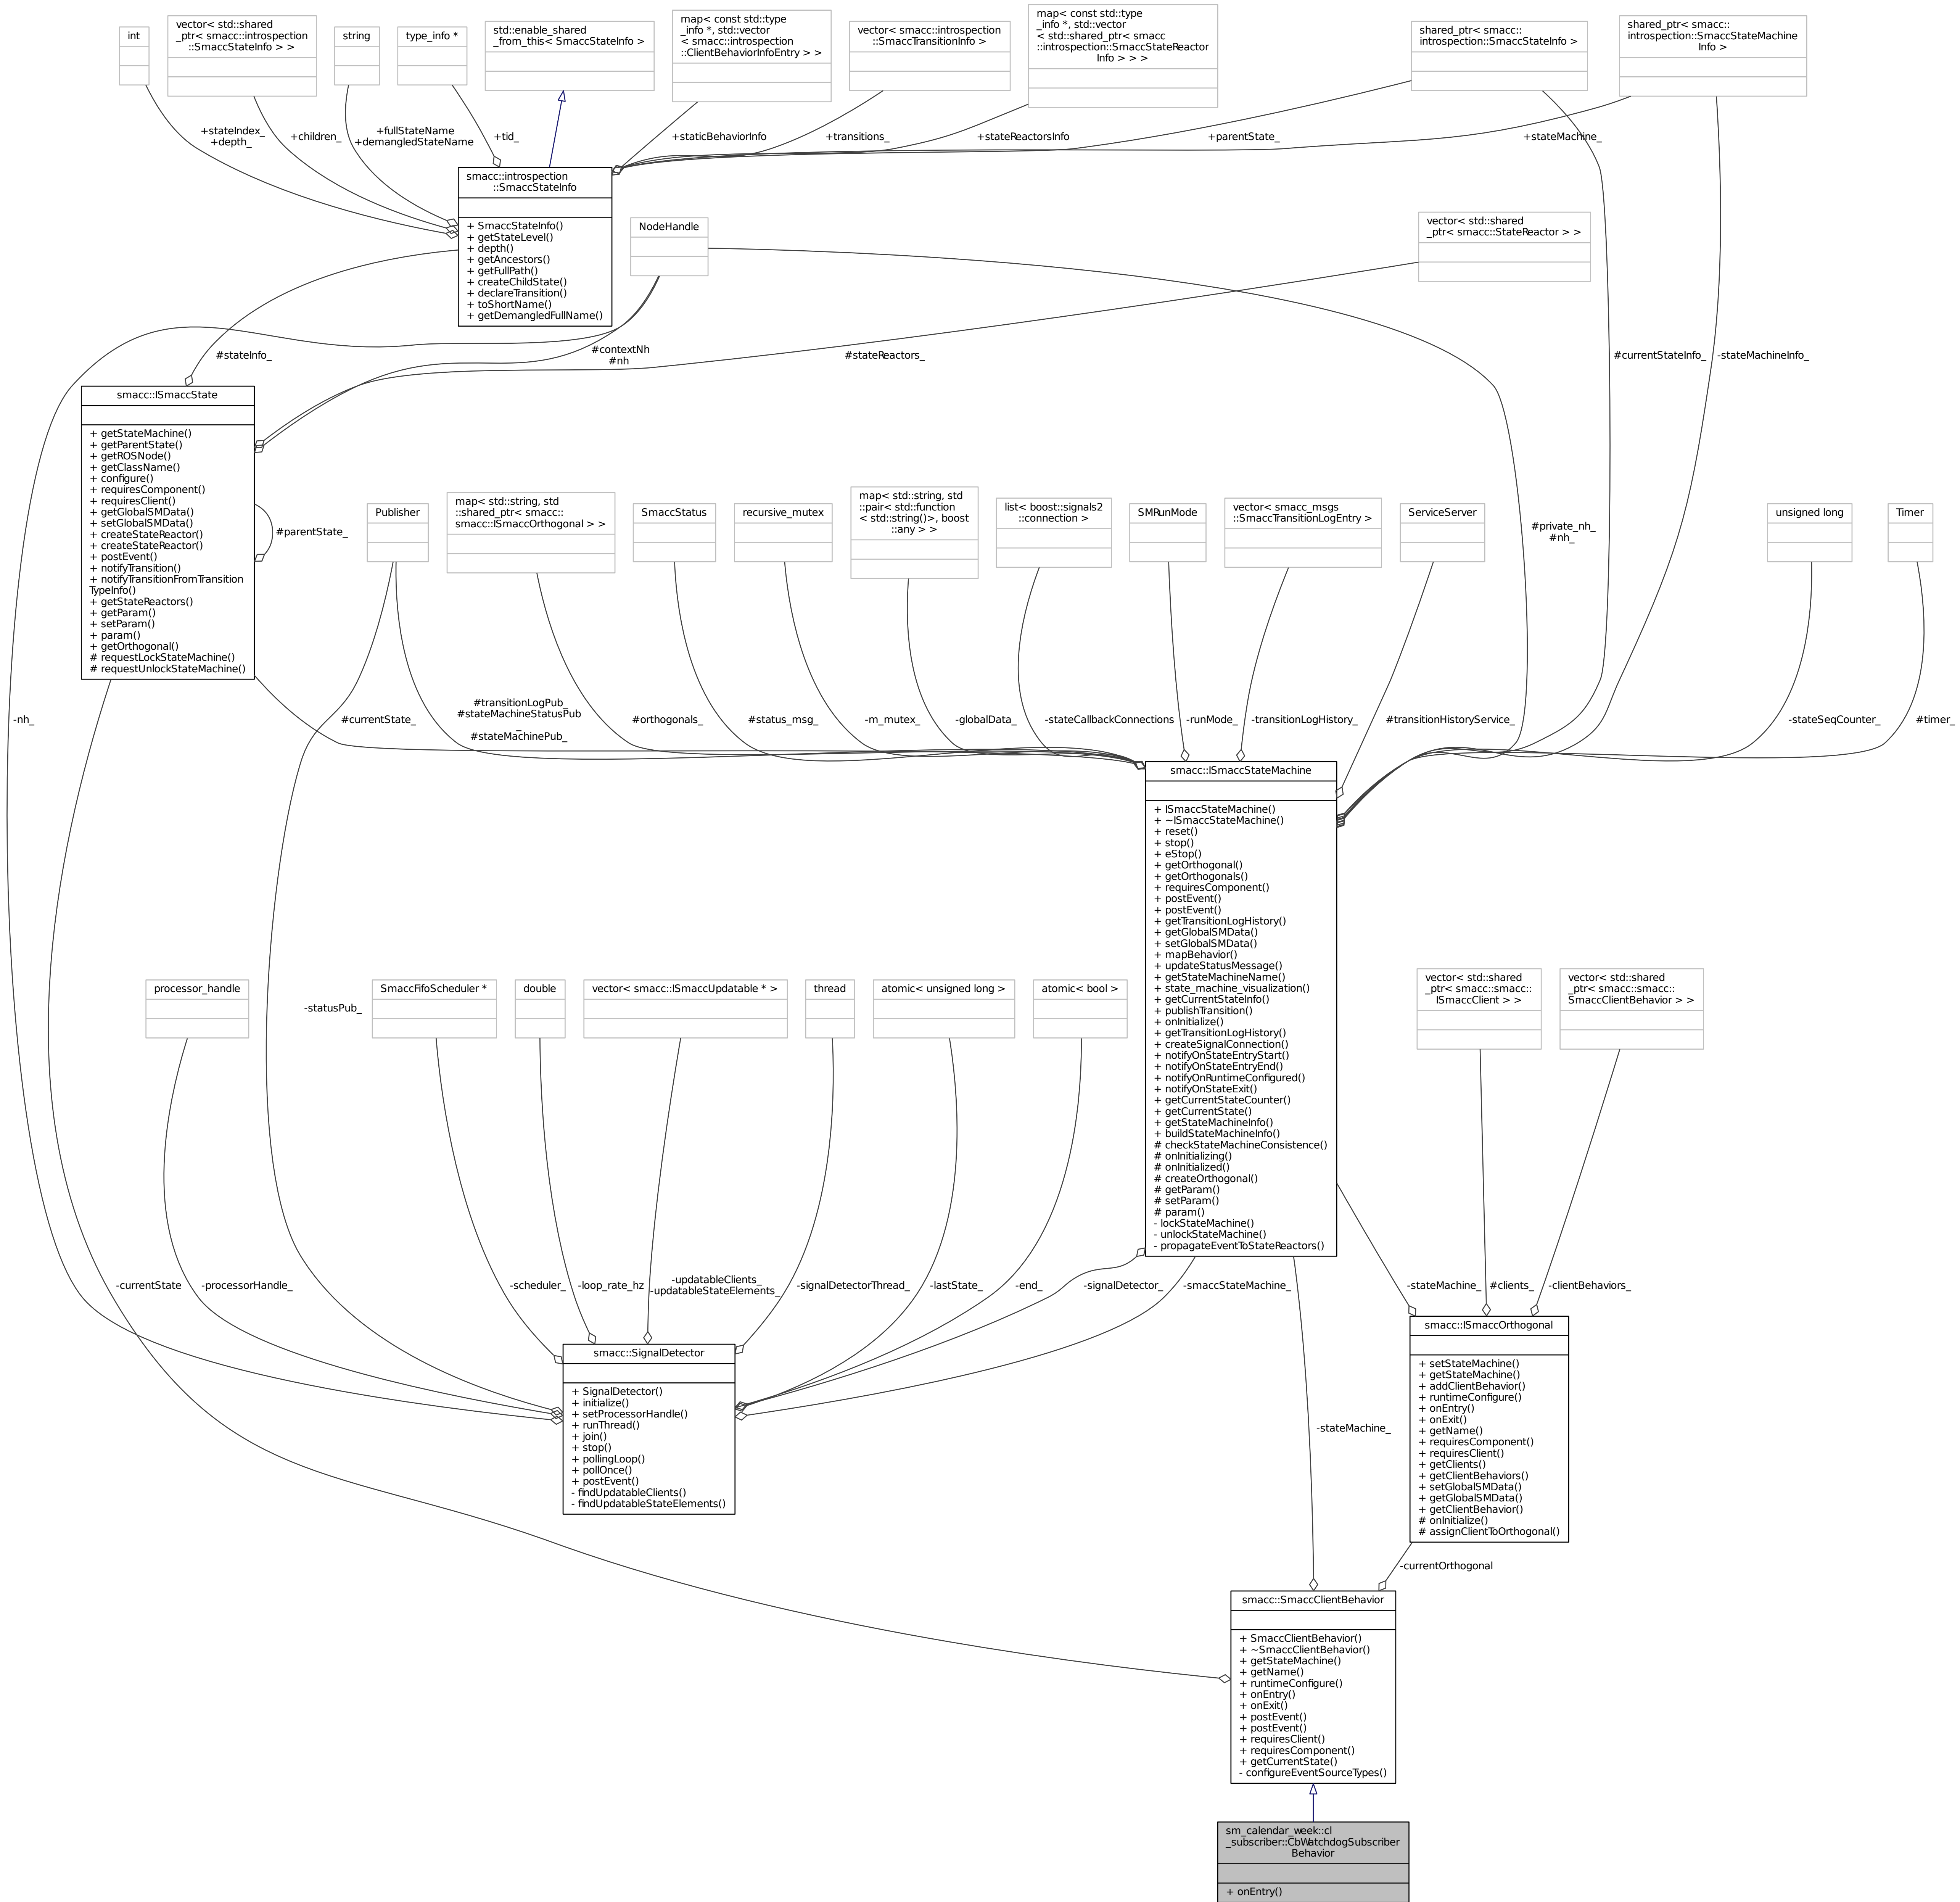 int
vector< std::shared
_ptr< smacc::introspection
::SmaccStateInfo > >
string
type_info *
std::enable_shared
_from_this< SmaccStateInfo >
map< const std::type
_info *, std::vector
< smacc::introspection
::ClientBehaviorInfoEntry > >
vector< smacc::introspection
::SmaccTransitionInfo >
map< const std::type
_info *, std::vector
< std::shared_ptr< smacc
::introspection::SmaccStateReactor
Info > > >
shared_ptr< smacc::
introspection::SmaccStateInfo >
shared_ptr< smacc::
introspection::SmaccStateMachine
Info >
+stateIndex_
+depth_
+children_
+fullStateName
+demangledStateName
+tid_
+staticBehaviorInfo
+transitions_
+stateReactorsInfo
+parentState_
+stateMachine_
smacc::introspection
::SmaccStateInfo
+ SmaccStateInfo()
+ getStateLevel()
+ depth()
+ getAncestors()
+ getFullPath()
+ createChildState()
+ declareTransition()
+ toShortName()
+ getDemangledFullName()
NodeHandle
vector< std::shared
_ptr< smacc::StateReactor > >
#stateInfo_
#contextNh
#nh
#stateReactors_
#currentStateInfo_
-stateMachineInfo_
smacc::ISmaccState
+ getStateMachine()
+ getParentState()
+ getROSNode()
+ getClassName()
+ configure()
+ requiresComponent()
+ requiresClient()
+ getGlobalSMData()
+ setGlobalSMData()
+ createStateReactor()
+ createStateReactor()
+ postEvent()
+ notifyTransition()
+ notifyTransitionFromTransition
TypeInfo()
+ getStateReactors()
+ getParam()
+ setParam()
+ param()
+ getOrthogonal()
# requestLockStateMachine()
# requestUnlockStateMachine()
#parentState_
Publisher
map< std::string, std
::shared_ptr< smacc::
smacc::ISmaccOrthogonal > >
SmaccStatus
recursive_mutex
map< std::string, std
::pair< std::function
< std::string()>, boost
::any > >
list< boost::signals2
::connection >
SMRunMode
vector< smacc_msgs
::SmaccTransitionLogEntry >
ServiceServer
#private_nh_
#nh_
unsigned long
Timer
-nh_
#currentState_
#transitionLogPub_
#stateMachineStatusPub
_
#stateMachinePub_
#orthogonals_
#status_msg_
-m_mutex_
-globalData_
-stateCallbackConnections
-runMode_
-transitionLogHistory_
#transitionHistoryService_
-stateSeqCounter_
#timer_
smacc::ISmaccStateMachine
+ ISmaccStateMachine()
+ ~ISmaccStateMachine()
+ reset()
+ stop()
+ eStop()
+ getOrthogonal()
+ getOrthogonals()
+ requiresComponent()
+ postEvent()
+ postEvent()
+ getTransitionLogHistory()
+ getGlobalSMData()
+ setGlobalSMData()
+ mapBehavior()
+ updateStatusMessage()
+ getStateMachineName()
+ state_machine_visualization()
+ getCurrentStateInfo()
+ publishTransition()
+ onInitialize()
+ getTransitionLogHistory()
+ createSignalConnection()
+ notifyOnStateEntryStart()
+ notifyOnStateEntryEnd()
+ notifyOnRuntimeConfigured()
+ notifyOnStateExit()
+ getCurrentStateCounter()
+ getCurrentState()
+ getStateMachineInfo()
+ buildStateMachineInfo()
# checkStateMachineConsistence()
# onInitializing()
# onInitialized()
# createOrthogonal()
# getParam()
# setParam()
# param()
- lockStateMachine()
- unlockStateMachine()
- propagateEventToStateReactors()
processor_handle
-statusPub_
SmaccFifoScheduler *
double
vector< smacc::ISmaccUpdatable * >
thread
atomic< unsigned long >
atomic< bool >
vector< std::shared
_ptr< smacc::smacc::
ISmaccClient > >
vector< std::shared
_ptr< smacc::smacc::
SmaccClientBehavior > >
-currentState
-processorHandle_
-scheduler_
-loop_rate_hz
-updatableClients_
-updatableStateElements_
-signalDetectorThread_
-lastState_
-end_
-signalDetector_
-smaccStateMachine_
-stateMachine_
#clients_
-clientBehaviors_
smacc::SignalDetector
+ SignalDetector()
+ initialize()
+ setProcessorHandle()
+ runThread()
+ join()
+ stop()
+ pollingLoop()
+ pollOnce()
+ postEvent()
- findUpdatableClients()
- findUpdatableStateElements()
-stateMachine_
smacc::ISmaccOrthogonal
+ setStateMachine()
+ getStateMachine()
+ addClientBehavior()
+ runtimeConfigure()
+ onEntry()
+ onExit()
+ getName()
+ requiresComponent()
+ requiresClient()
+ getClients()
+ getClientBehaviors()
+ setGlobalSMData()
+ getGlobalSMData()
+ getClientBehavior()
# onInitialize()
# assignClientToOrthogonal()
-currentOrthogonal
smacc::SmaccClientBehavior
+ SmaccClientBehavior()
+ ~SmaccClientBehavior()
+ getStateMachine()
+ getName()
+ runtimeConfigure()
+ onEntry()
+ onExit()
+ postEvent()
+ postEvent()
+ requiresClient()
+ requiresComponent()
+ getCurrentState()
- configureEventSourceTypes()
sm_calendar_week::cl
_subscriber::CbWatchdogSubscriber
Behavior
+ onEntry()